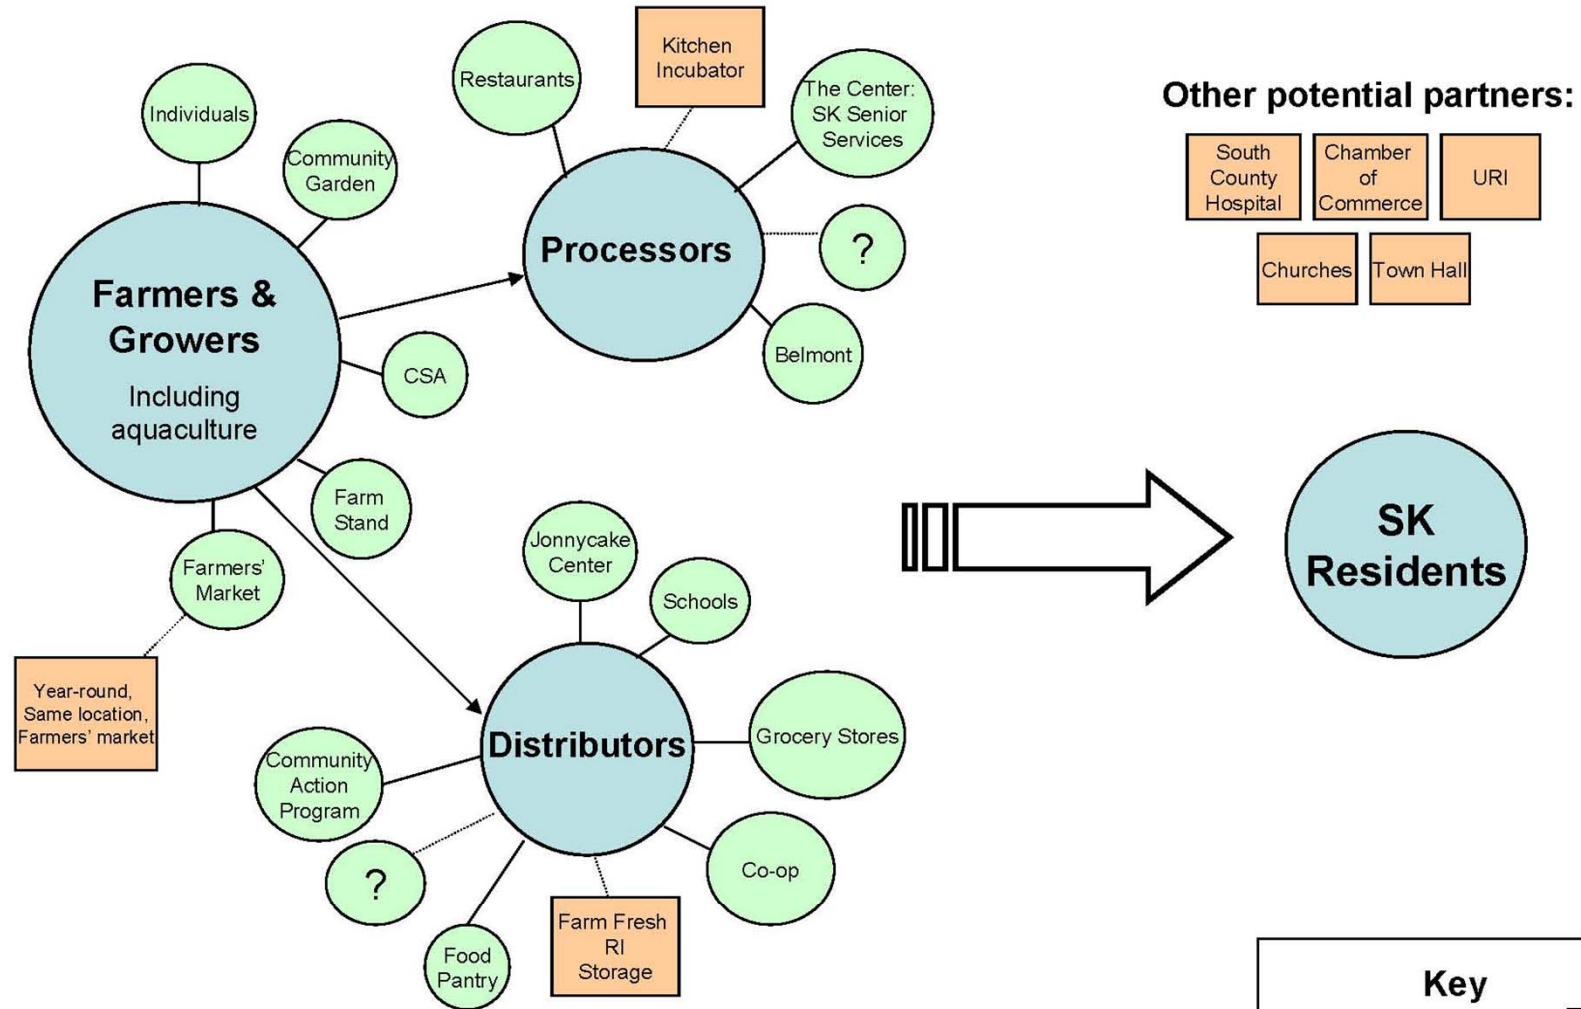 Individuals
Community
Garden
Farmers &
Growers
Including
aquaculture
CSA
Farm
Stand
Farmers'
Market
Year-round,
Same location,
Farmers' market
Restaurants
Kitchen
Incubator
The Center:
SK Senior
Services
Processors
?
Belmont
Jonnycake
Center
Schools
Distributors
Grocery Stores
Community
Action
Program
?
Co-op
Food
Pantry
Farm Fresh
RI
Storage
Other potential partners:
South
County
Hospital
Chamber
of
Commerce
URI
Churches
Town Hall
SK
Residents
Key